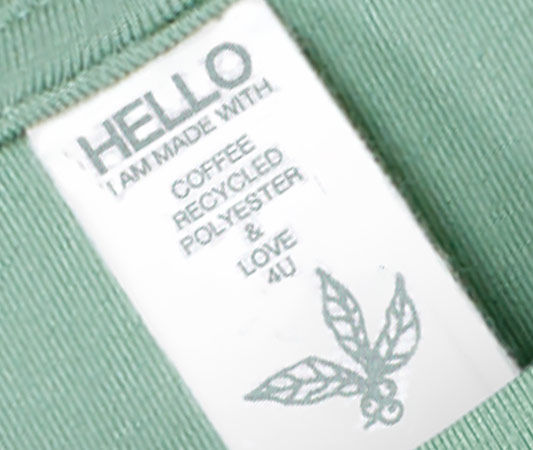 HELLO
I AM MADE WITH
COFFEE
RECYCLED
POLYESTER
&
LOVE
4U